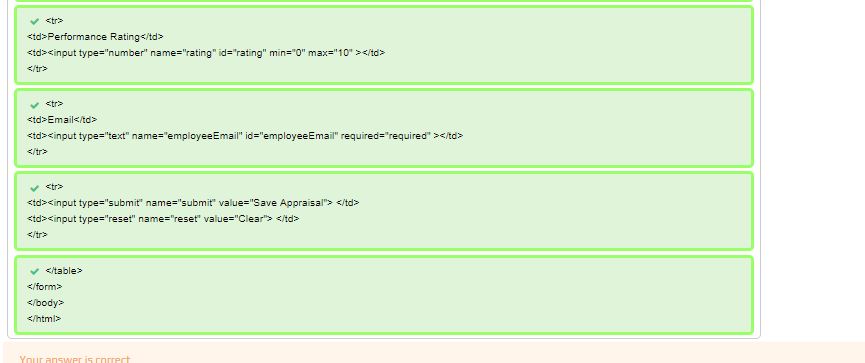 <tr>
<td>Performance Rating</td>
<td><input type="number" name="rating" id="rating" min="0" max="10" ></td>
</tr>
<tr>
<td>Email</td>
<td><input type="text" name="employeeEmail" id="employeeEmail" required="required" ></td>
</tr>
<tr>
<td><input type="submit" name="submit" value="Save Appraisal"> </td>
<td><input type="reset" name="reset" value="Clear"> </td>
</tr>
</table>
</form>
</body>
</html>
Your answer is correct